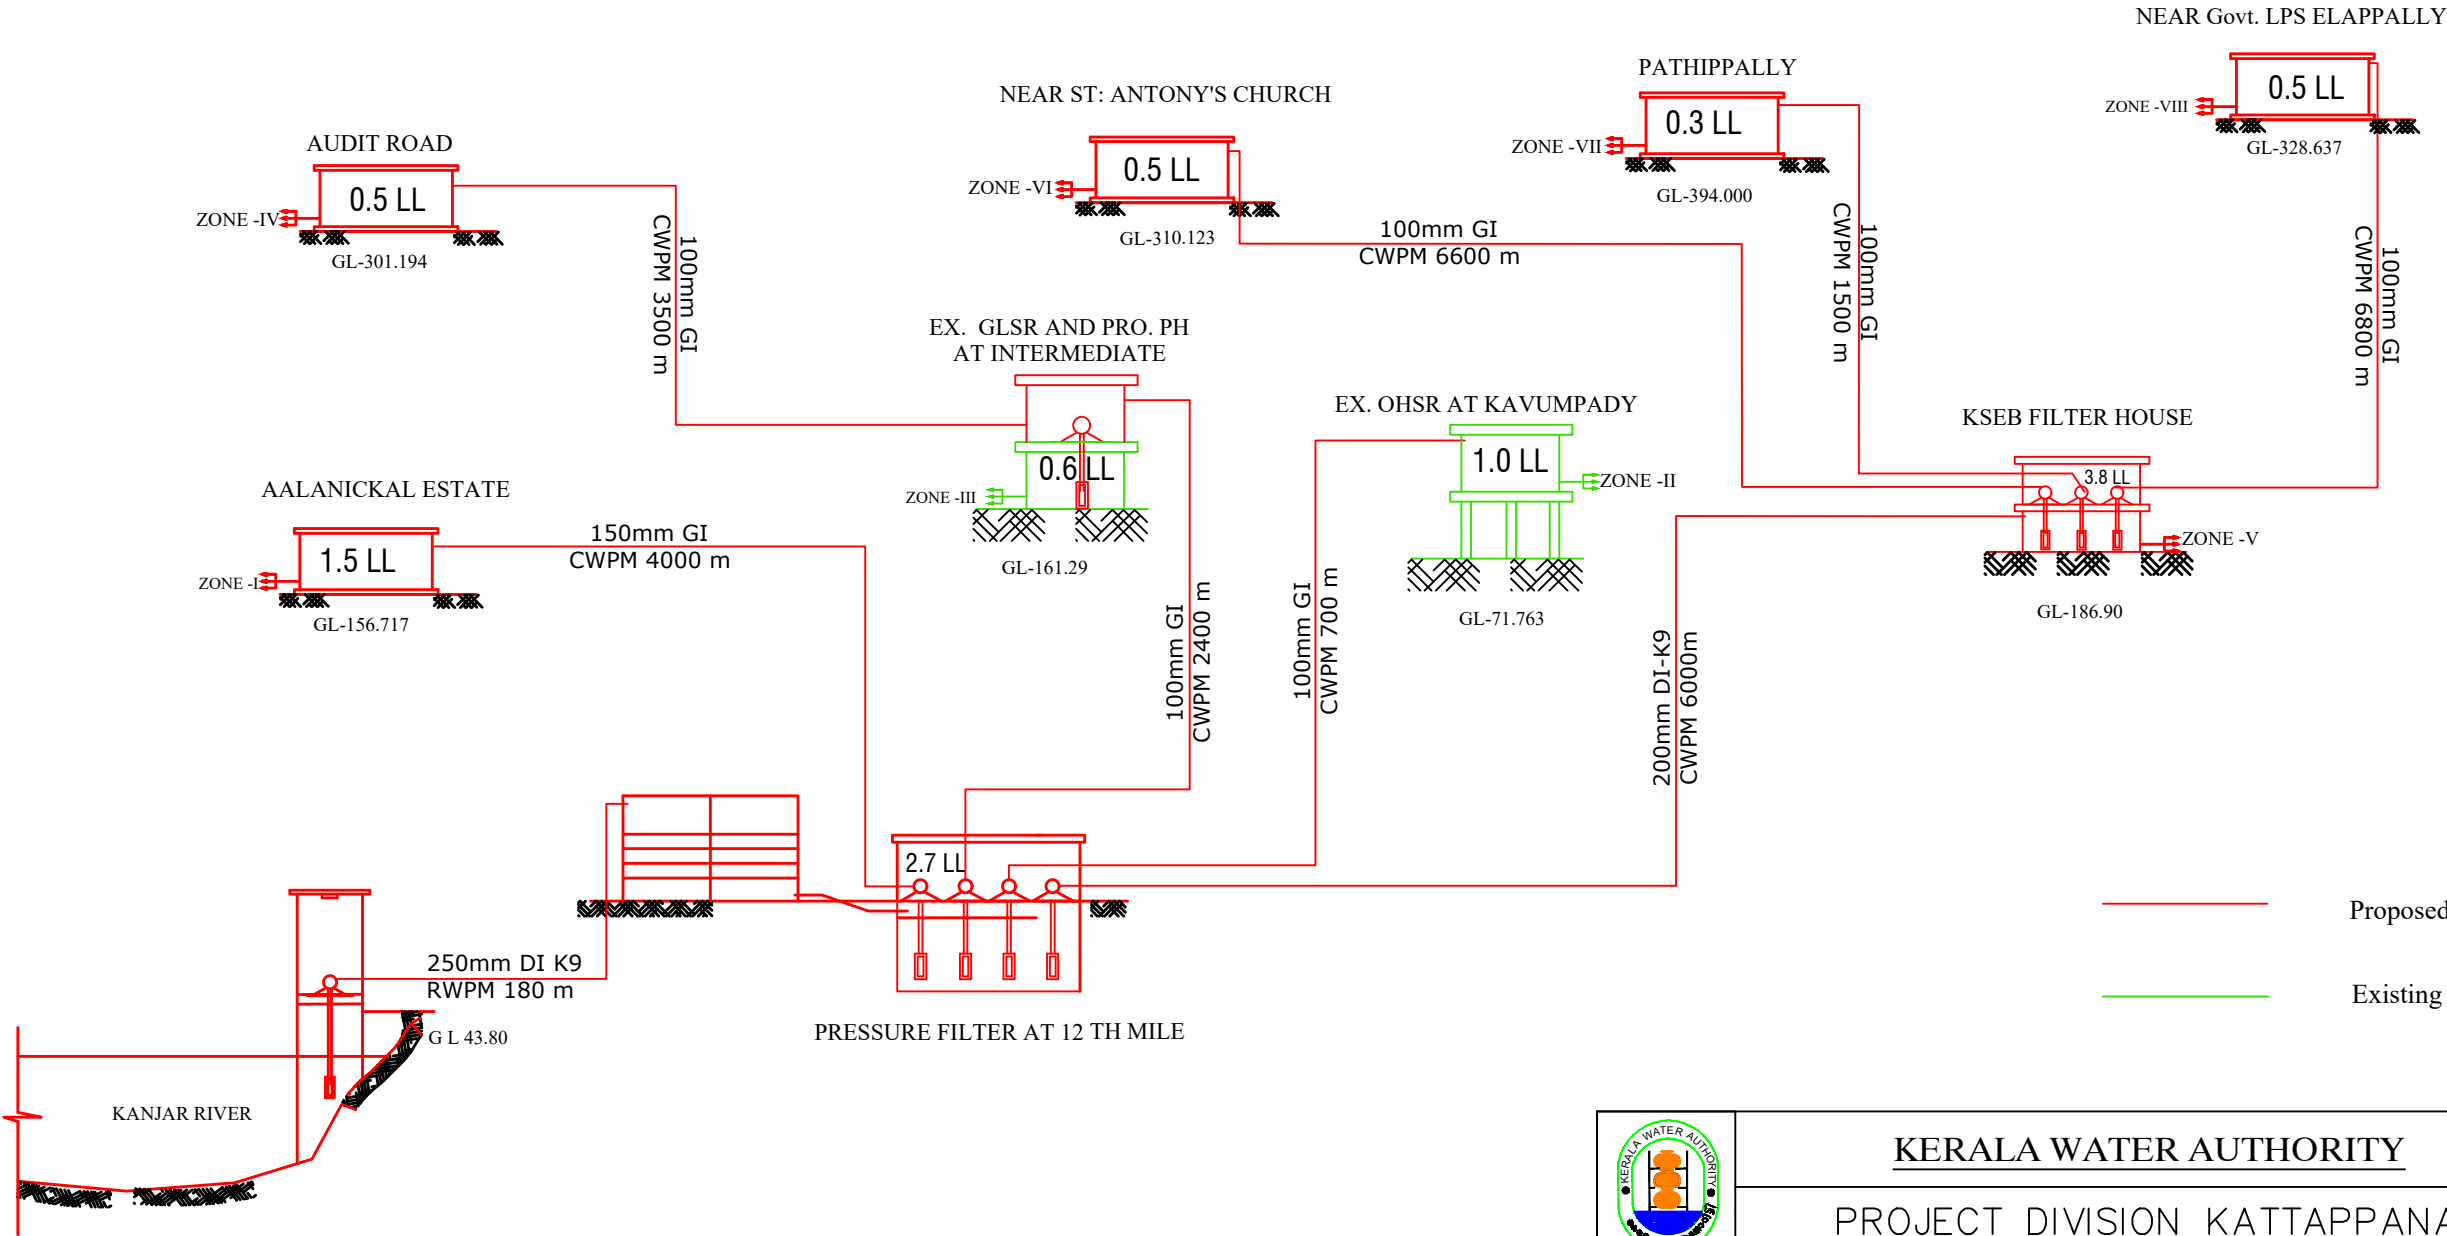 NEAR Govt. LPS ELAPPALLY
0.5 LL
ZONE -VIII
GL-328.637
PATHIPPALLY
0.3 LL
ZONE -VII
GL-394.000
NEAR ST: ANTONY'S CHURCH
0.5 LL
ZONE -VI
GL-310.123
AUDIT ROAD
0.5 LL
ZONE -IV
GL-301.194
100mm GI
CWPM 3500 m
100mm GI
CWPM 6600 m
100mm GI
CWPM 1500 m
100mm GI
CWPM 6800 m
EX. GLSR AND PRO. PH
AT INTERMEDIATE
0.6 LL
ZONE -III
GL-161.29
EX. OHSR AT KAVUMPADY
1.0 LL
ZONE -II
GL-71.763
KSEB FILTER HOUSE
3.8 LL
ZONE -V
GL-186.90
AALANICKAL ESTATE
1.5 LL
ZONE -I
GL-156.717
150mm GI
CWPM 4000 m
100mm GI
CWPM 2400 m
100mm GI
CWPM 700 m
200mm DI-K9
CWPM 6000m
2.7 LL
PRESSURE FILTER AT 12 TH MILE
250mm DI K9
RWPM 180 m
G L 43.80
KANJAR RIVER
Proposed
Existing
KERALA WATER AUTHORITY
KERALA WATER AUTHORITY
PROJECT DIVISION KATTAPPANA